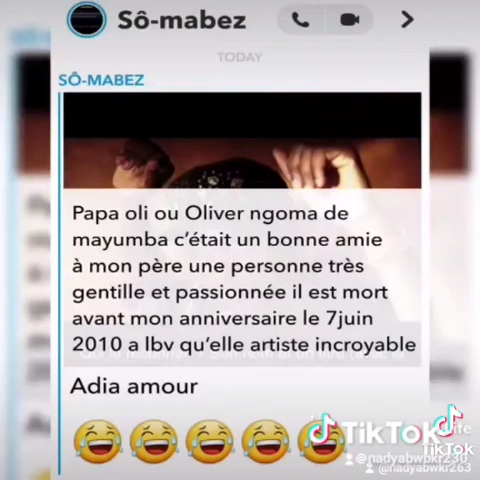 Sô-mabez
TODAY
SÔ-MABEZ
Papa oli ou Oliver ngoma de
mayumba c'était un bonne amie
à mon père une personne très
gentille et passionnée il est mort
avant mon anniversaire le 7juin
2010 a lbv qu'elle artiste incroyable
Adia amour
TikTok
@nadyabwbkr230
TikTok
@nadyabwkr263